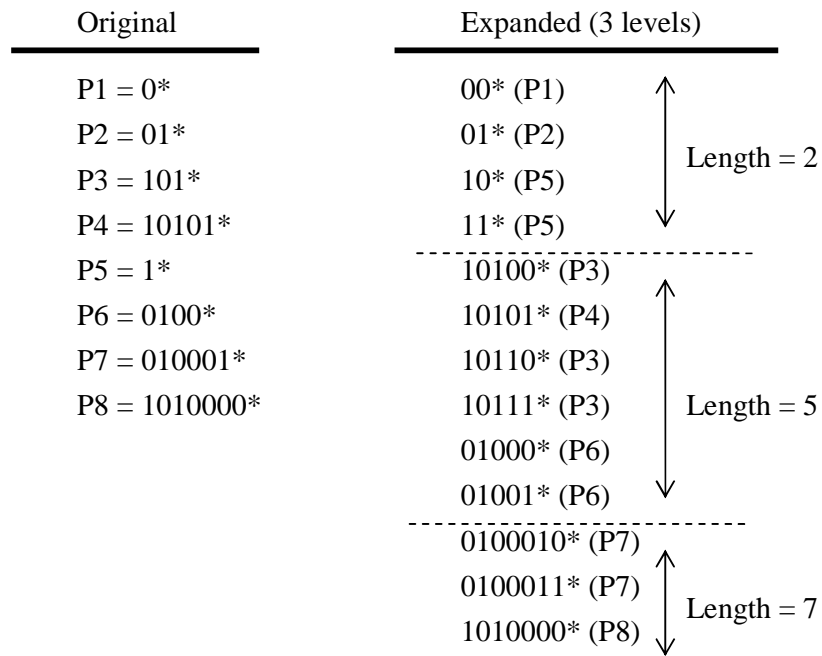 Original Expanded (3 levels)
P1 = 0* 00* (P1)
P2 = 01* 01* (P2)
Length = 2
P3 = 101* 10* (P5)
P4 = 10101* 11* (P5)
P5 = 1* 10100* (P3)
P6 = 0100* 10101* (P4)
P7 = 010001* 10110* (P3)
P8 = 1010000* 10111* (P3) Length = 5
01000* (P6)
01001* (P6)
0100010* (P7)
0100011* (P7)
Length = 7
1010000* (P8)